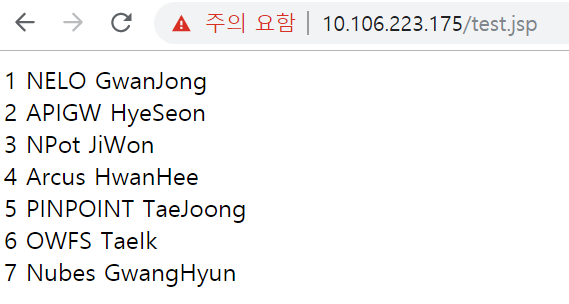 주의 요함 10.106.223.175/test.jsp
1 NELO GwanJong
2 APIGW HyeSeon
3 NPot JiWon
4 Arcus HwanHee
5 PINPOINT TaeJoong
6 OWFS TaeIk
7 Nubes GwangHyun